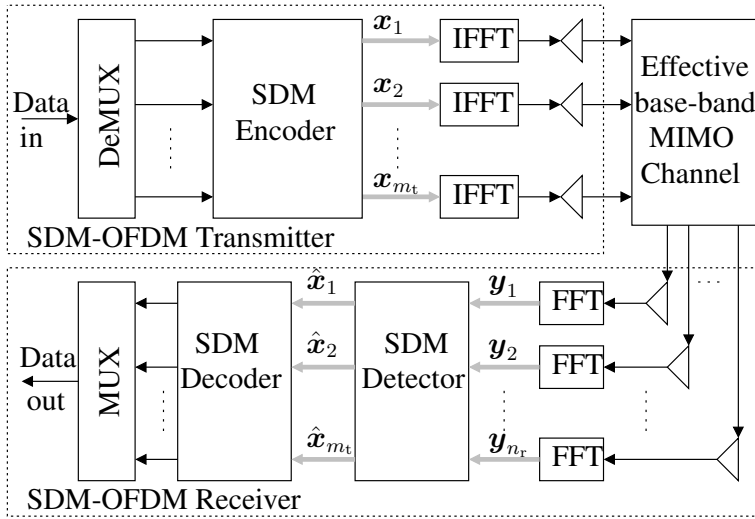 Data
in
DeMUX
SDM
Encoder
𝒙₁
𝒙₂
𝒙ₘₜ
IFFT
IFFT
IFFT
Effective
base-band
MIMO
Channel
SDM-OFDM Transmitter
Data
out
MUX
SDM
Decoder
𝒙̂₁
𝒙̂₂
𝒙̂ₘₜ
SDM
Detector
𝒚₁
𝒚₂
𝒚ₙᵣ
FFT
FFT
FFT
SDM-OFDM Receiver